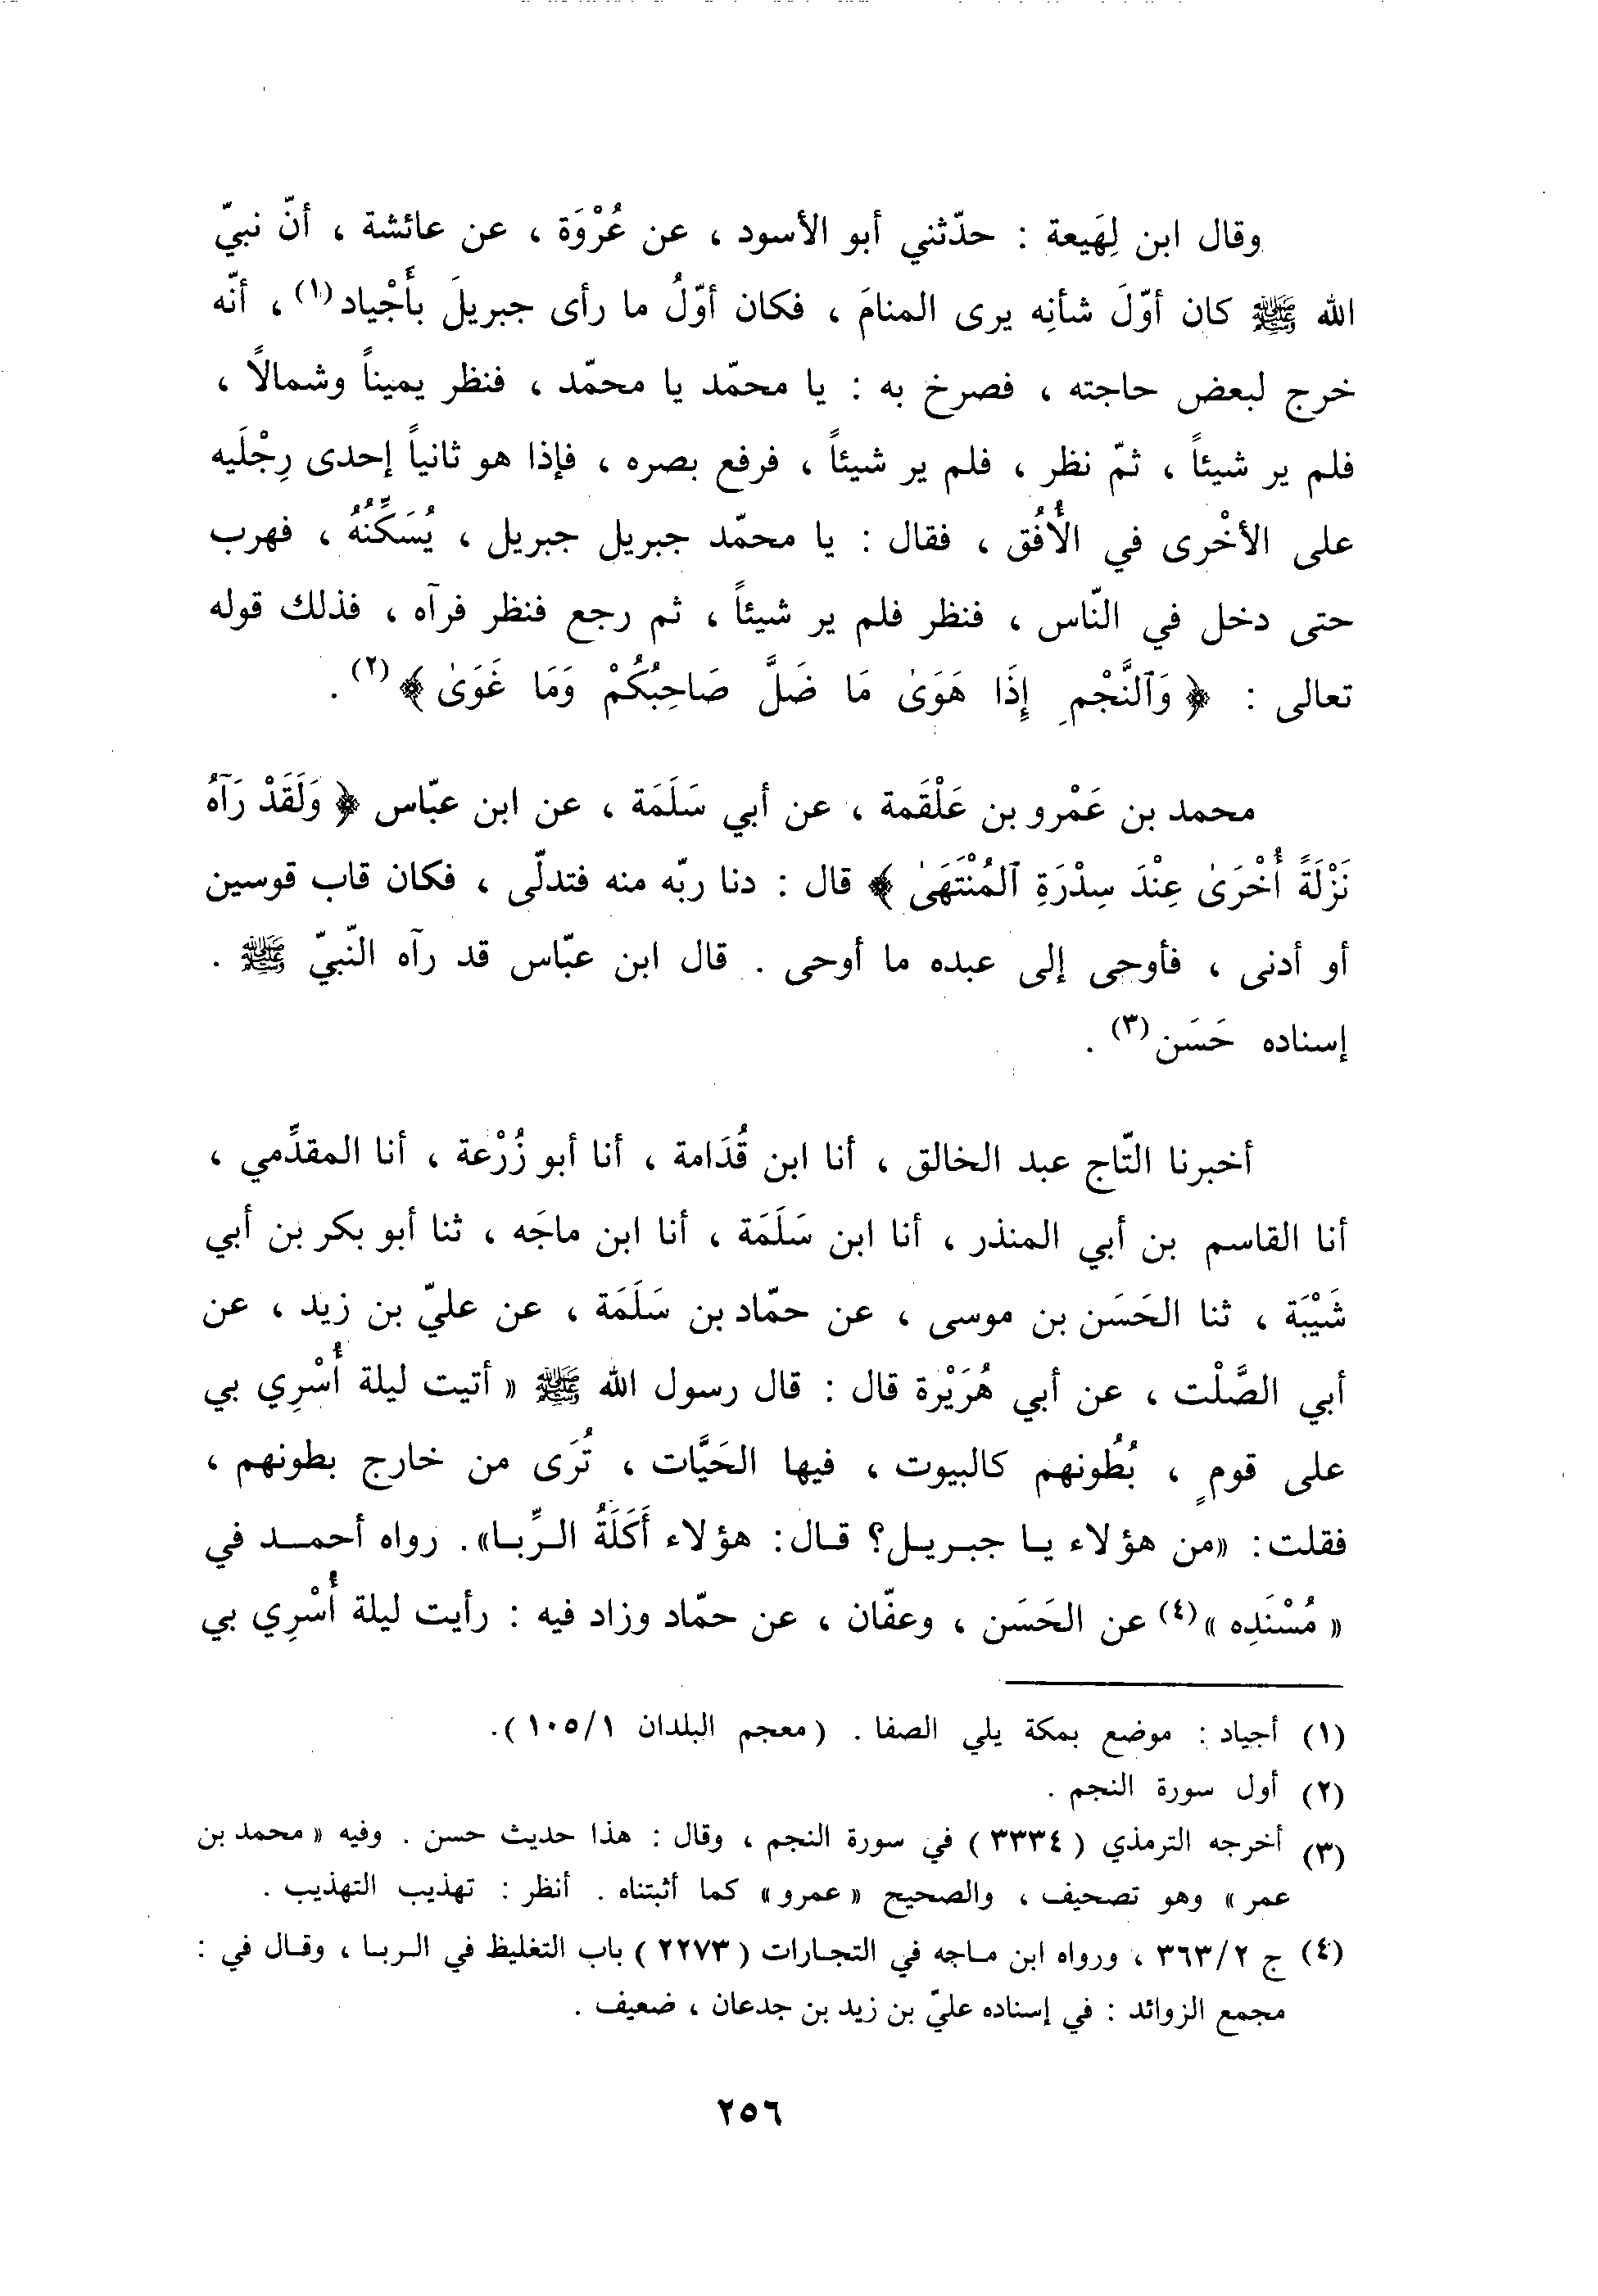 وقال ابن لِهَيعة : حدّثني أبو الأسود ، عن عُرْوَة ، عن عائشة ، أنّ نبيّ
الله ﷺ كان أوّلَ شأنِه يرى المنامَ ، فكان أوّلُ ما رأى جبريلَ بأَجْياد(١) ، أنّه
خرج لبعض حاجته ، فصرخ به : يا محمّد يا محمّد ، فنظر يميناً وشمالاً ،
فلم ير شيئاً ، ثمّ نظر ، فلم ير شيئاً ، فرفع بصره ، فإذا هو ثانياً إحدى رِجْلَيه
على الأخْرى في الأُفُق ، فقال : يا محمّد جبريل جبريل ، يُسَكِّنُهُ ، فهرب
حتى دخل في النّاس ، فنظر فلم ير شيئاً ، ثم رجع فنظر فرآه ، فذلك قوله
تعالى : ﴿ وَٱلنَّجْمِ إِذَا هَوَىٰ مَا ضَلَّ صَاحِبُكُمْ وَمَا غَوَىٰ ﴾(٢) .
محمد بن عَمْرو بن عَلْقَمة ، عن أبي سَلَمَة ، عن ابن عبّاس ﴿ وَلَقَدْ رَآهُ
نَزْلَةً أُخْرَىٰ عِنْدَ سِدْرَةِ ٱلمُنْتَهَىٰ ﴾ قال : دنا ربّه منه فتدلّى ، فكان قاب قوسين
أو أدنى ، فأوحى إلى عبده ما أوحى . قال ابن عبّاس قد رآه النّبيّ ﷺ .
إسناده حَسَن(٣) .
أخبرنا التّاج عبد الخالق ، أنا ابن قُدَامة ، أنا أبو زُرْعة ، أنا المقدِّمي ،
أنا القاسم بن أبي المنذر ، أنا ابن سَلَمَة ، أنا ابن ماجَه ، ثنا أبو بكر بن أبي
شَيْبَة ، ثنا الحَسَن بن موسى ، عن حمّاد بن سَلَمَة ، عن عليّ بن زيد ، عن
أبي الصَّلْت ، عن أبي هُرَيْرة قال : قال رسول الله ﷺ « أتيت ليلة أُسْرِي بي
على قومٍ ، بُطُونهم كالبيوت ، فيها الحَيَّات ، تُرَى من خارج بطونهم ،
فقلت: «من هؤلاء يـا جبـريـل؟ قـال: هؤلاء أَكَلَةُ الـرِّبـا». رواه أحمـد في
« مُسْنَدِه »(٤) عن الحَسَن ، وعفّان ، عن حمّاد وزاد فيه : رأيت ليلة أُسْرِي بي
(١) أجياد : موضع بمكة يلي الصفا . (معجم البلدان ١٠٥/١).
(٢) أول سورة النجم .
(٣) أخرجه الترمذي ( ٣٣٣٤ ) في سورة النجم ، وقال : هذا حديث حسن . وفيه « محمد بن
عمر » وهو تصحيف ، والصحيح « عمرو » كما أثبتناه . أنظر : تهذيب التهذيب .
(٤) ج ٣٦٣/٢ ، ورواه ابن مـاجه في التجـارات ( ٢٢٧٣ ) باب التغليظ في الـربـا ، وقـال في :
مجمع الزوائد : في إسناده عليّ بن زيد بن جدعان ، ضعيف .
٢٥٦